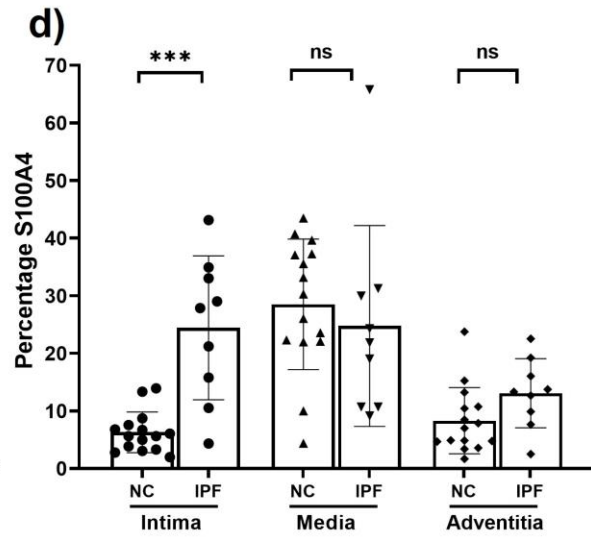 d)
*** ns ns
Percentage S100A4
70
60
50
40
30
20
10
0
NC IPF NC IPF NC IPF
Intima Media Adventitia